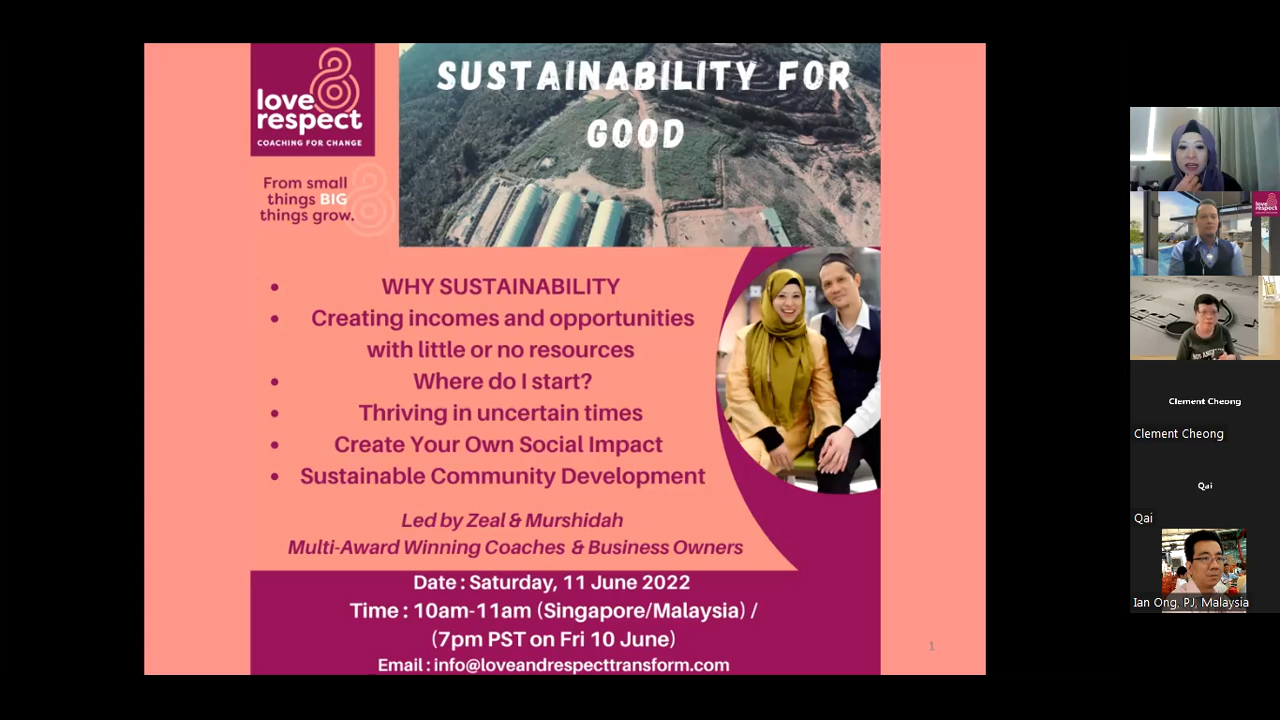 love
respect
COACHING FOR CHANGE
From small
things BIG
things grow.
SUSTAINABILITY FOR
GOOD
• WHY SUSTAINABILITY
• Creating incomes and opportunities
with little or no resources
• Where do I start?
• Thriving in uncertain times
• Create Your Own Social Impact
• Sustainable Community Development
Led by Zeal & Murshidah
Multi-Award Winning Coaches & Business Owners
Date : Saturday, 11 June 2022
Time : 10am-11am (Singapore/Malaysia) /
(7pm PST on Fri 10 June)
Email : info@loveandrespecttransform.com
1
love
respect
Clement Cheong
Clement Cheong
Qai
Qai
Ian Ong, PJ, Malaysia